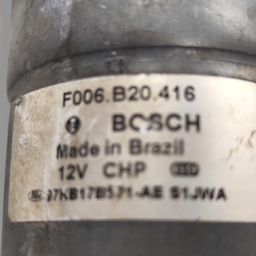 F006.B20.416
BOSCH
Made in Brazil
12V CHP
97KB17B571-AE S1JWA